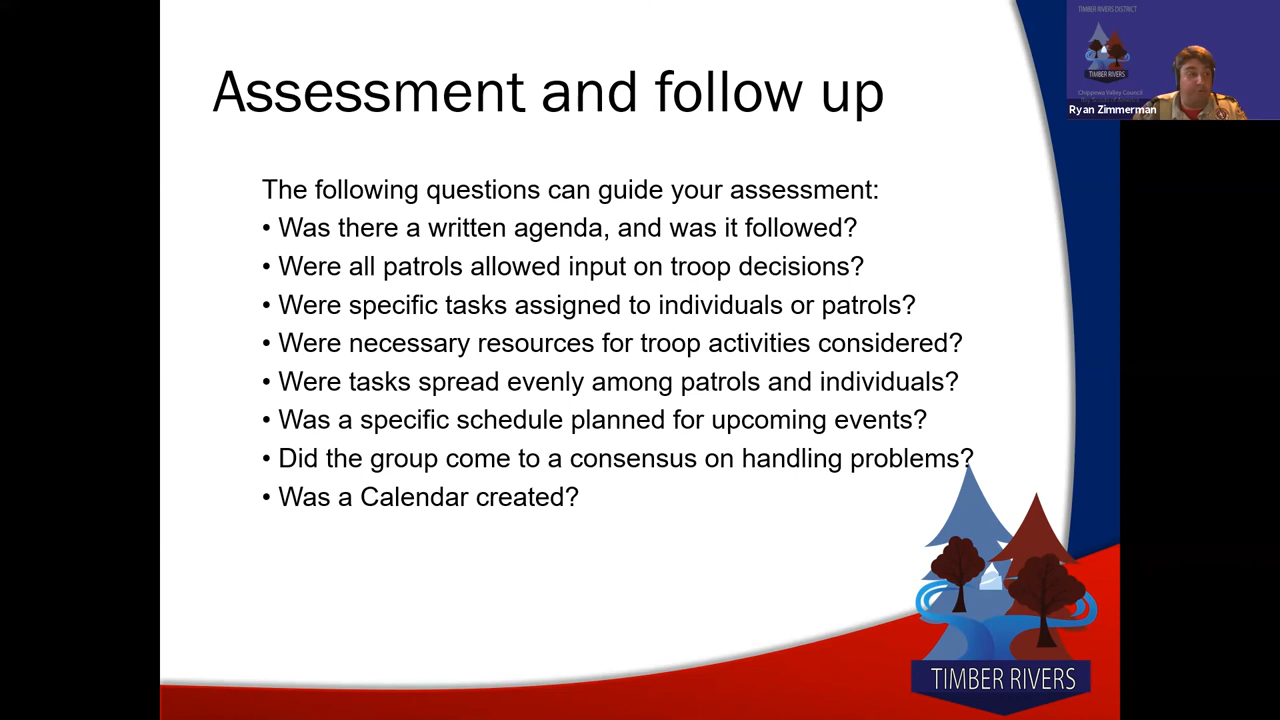 Assessment and follow up
The following questions can guide your assessment:
• Was there a written agenda, and was it followed?
• Were all patrols allowed input on troop decisions?
• Were specific tasks assigned to individuals or patrols?
• Were necessary resources for troop activities considered?
• Were tasks spread evenly among patrols and individuals?
• Was a specific schedule planned for upcoming events?
• Did the group come to a consensus on handling problems?
• Was a Calendar created?
TIMBER RIVERS
TIMBER RIVERS DISTRICT
TIMBER RIVERS
Chippewa Valley Council
Ryan Zimmerman